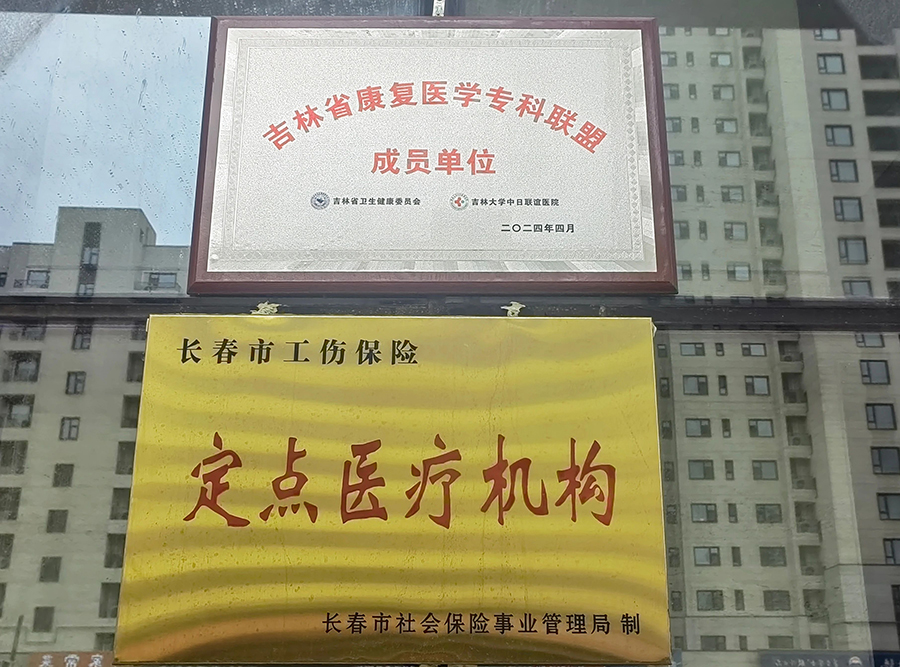 吉林省康复医学专科联盟
成员单位
吉林省卫生健康委员会 吉林大学中日联谊医院
二〇二四年四月
长春市工伤保险
定点医疗机构
长春市社会保险事业管理局 制